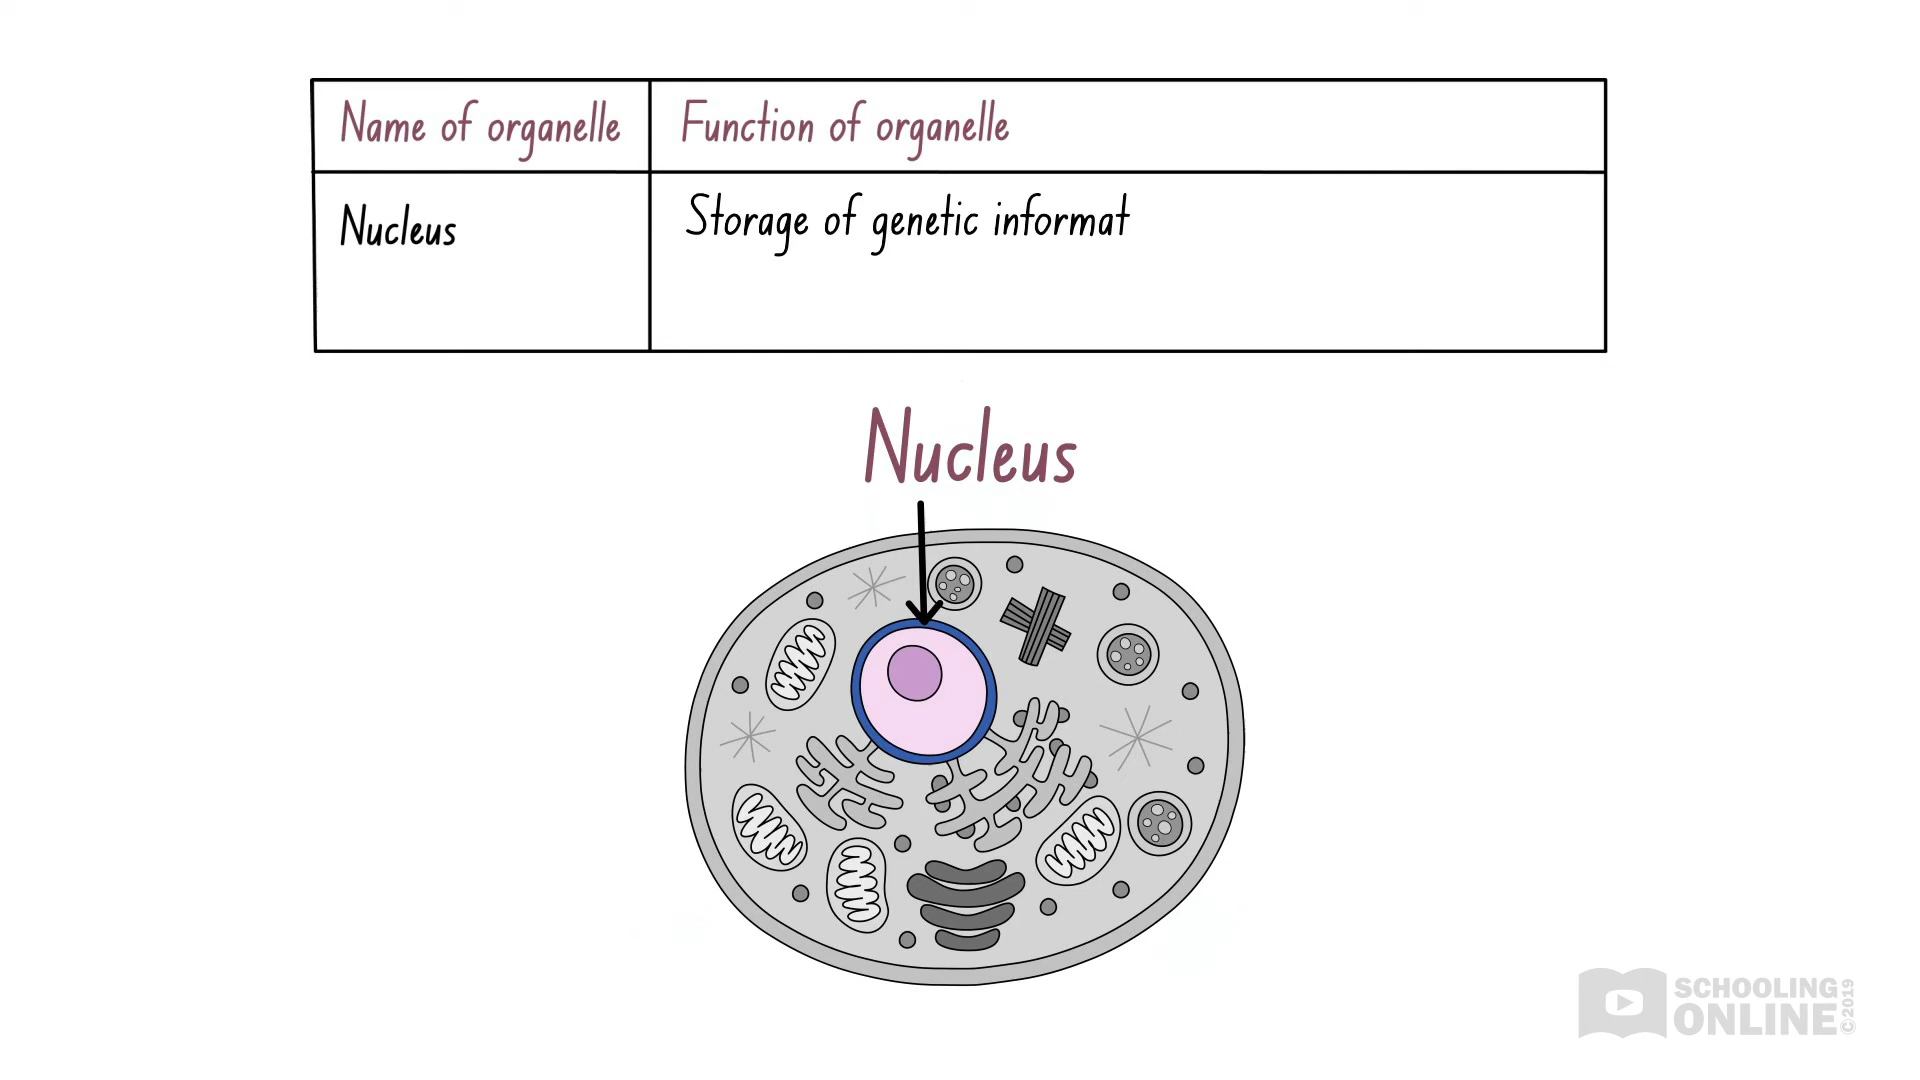 Name of organelle
Function of organelle
Nucleus
Storage of genetic informat
Nucleus
SCHOOLING
ONLINE
©2019